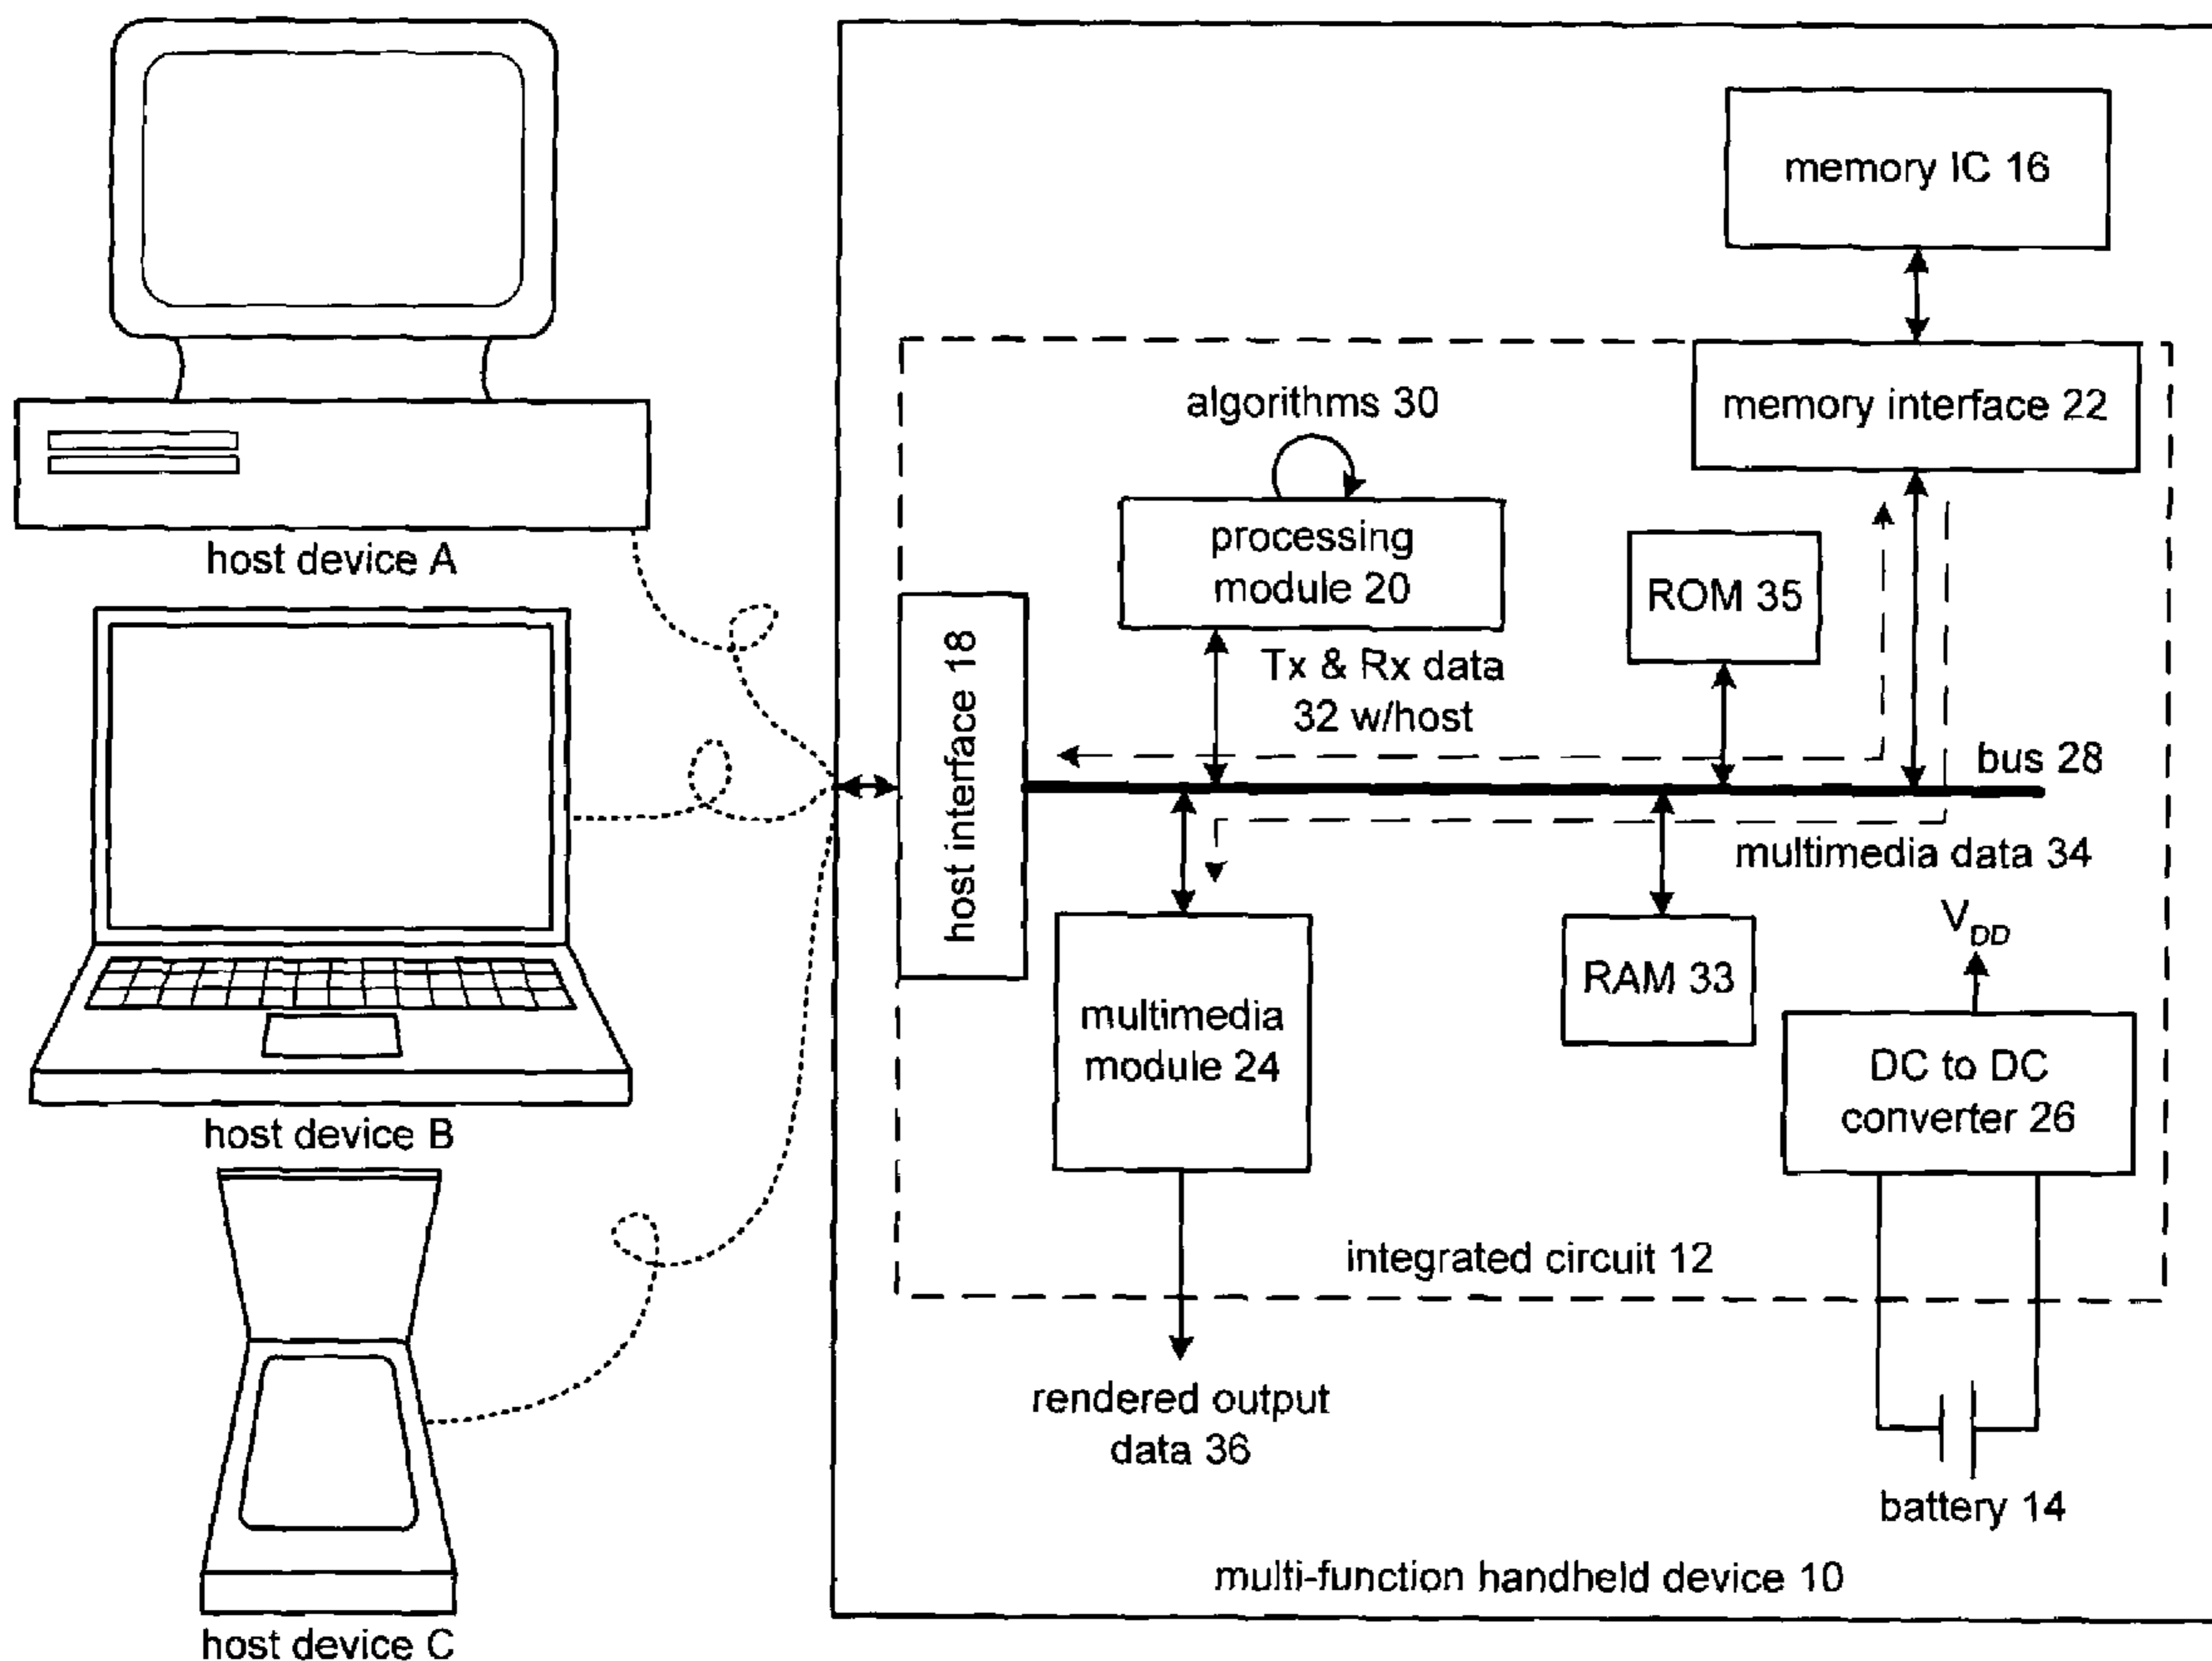 host device A
host device B
host device C
memory IC 16
memory interface 22
algorithms 30
processing
module 20
ROM 35
Tx & Rx data
32 w/host
host interface 18
bus 28
multimedia data 34
multimedia
module 24
RAM 33
VDD
DC to DC
converter 26
integrated circuit 12
rendered output
data 36
battery 14
multi-function handheld device 10